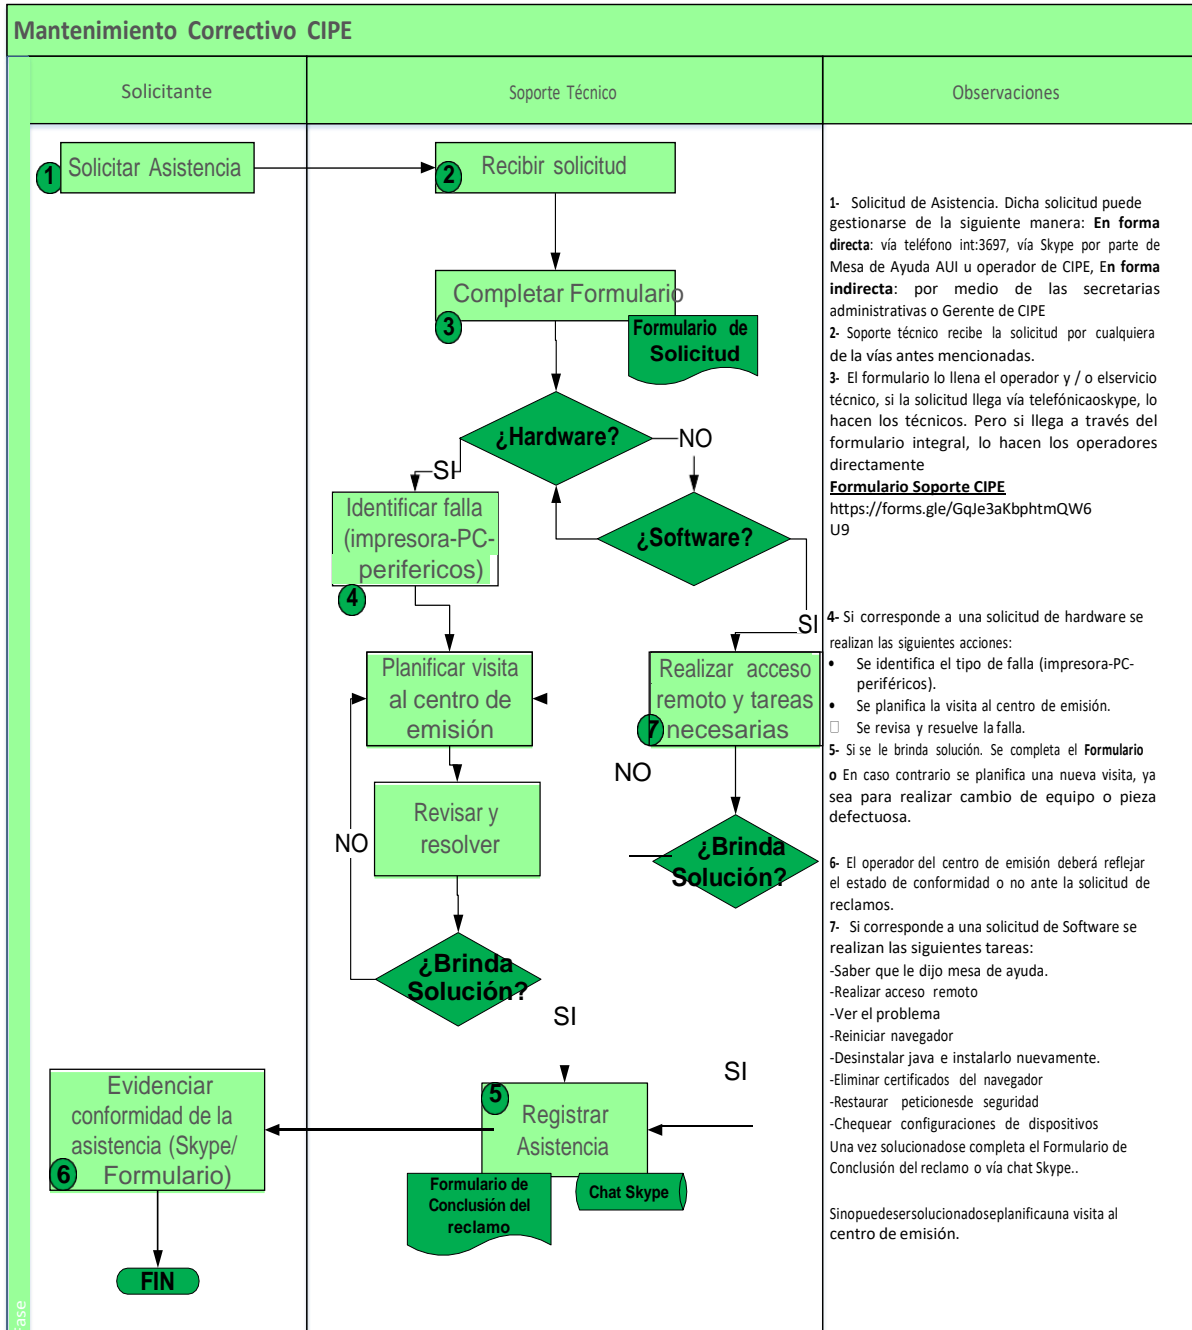 Mantenimiento Correctivo CIPE
Solicitante
Soporte Técnico
Observaciones
1
Solicitar Asistencia
2
Recibir solicitud
Completar Formulario
3
Formulario de
Solicitud
¿Hardware?
NO
SI
Identificar falla
(impresora-PC-
perifericos)
4
¿Software?
SI
Planificar visita
al centro de
emisión
Realizar acceso
remoto y tareas
7 necesarias
NO
Revisar y
resolver
NO
¿Brinda
Solución?
¿Brinda
Solución?
SI
SI
Evidenciar
conformidad de la
asistencia (Skype/
Formulario)
6
5
Registrar
Asistencia
Formulario de
Conclusión del
reclamo
Chat Skype
FIN
1- Solicitud de Asistencia. Dicha solicitud puede
gestionarse de la siguiente manera: En forma
directa: vía teléfono int:3697, vía Skype por parte de
Mesa de Ayuda AUI u operador de CIPE, En forma
indirecta: por medio de las secretarias
administrativas o Gerente de CIPE
2- Soporte técnico recibe la solicitud por cualquiera
de la vías antes mencionadas.
3- El formulario lo llena el operador y / o elservicio
técnico, si la solicitud llega vía telefónicaoskype, lo
hacen los técnicos. Pero si llega a través del
formulario integral, lo hacen los operadores
directamente
Formulario Soporte CIPE
https://forms.gle/GqJe3aKbphtmQW6
U9
4- Si corresponde a una solicitud de hardware se
realizan las siguientes acciones:
• Se identifica el tipo de falla (impresora-PC-
periféricos).
• Se planifica la visita al centro de emisión.
□ Se revisa y resuelve la falla.
5- Si se le brinda solución. Se completa el Formulario
o En caso contrario se planifica una nueva visita, ya
sea para realizar cambio de equipo o pieza
defectuosa.
6- El operador del centro de emisión deberá reflejar
el estado de conformidad o no ante la solicitud de
reclamos.
7- Si corresponde a una solicitud de Software se
realizan las siguientes tareas:
-Saber que le dijo mesa de ayuda.
-Realizar acceso remoto
-Ver el problema
-Reiniciar navegador
-Desinstalar java e instalarlo nuevamente.
-Eliminar certificados del navegador
-Restaurar peticionesde seguridad
-Chequear configuraciones de dispositivos
Una vez solucionadose completa el Formulario de
Conclusión del reclamo o vía chat Skype..
Sinopuedesersolucionadoseplanificauna visita al
centro de emisión.